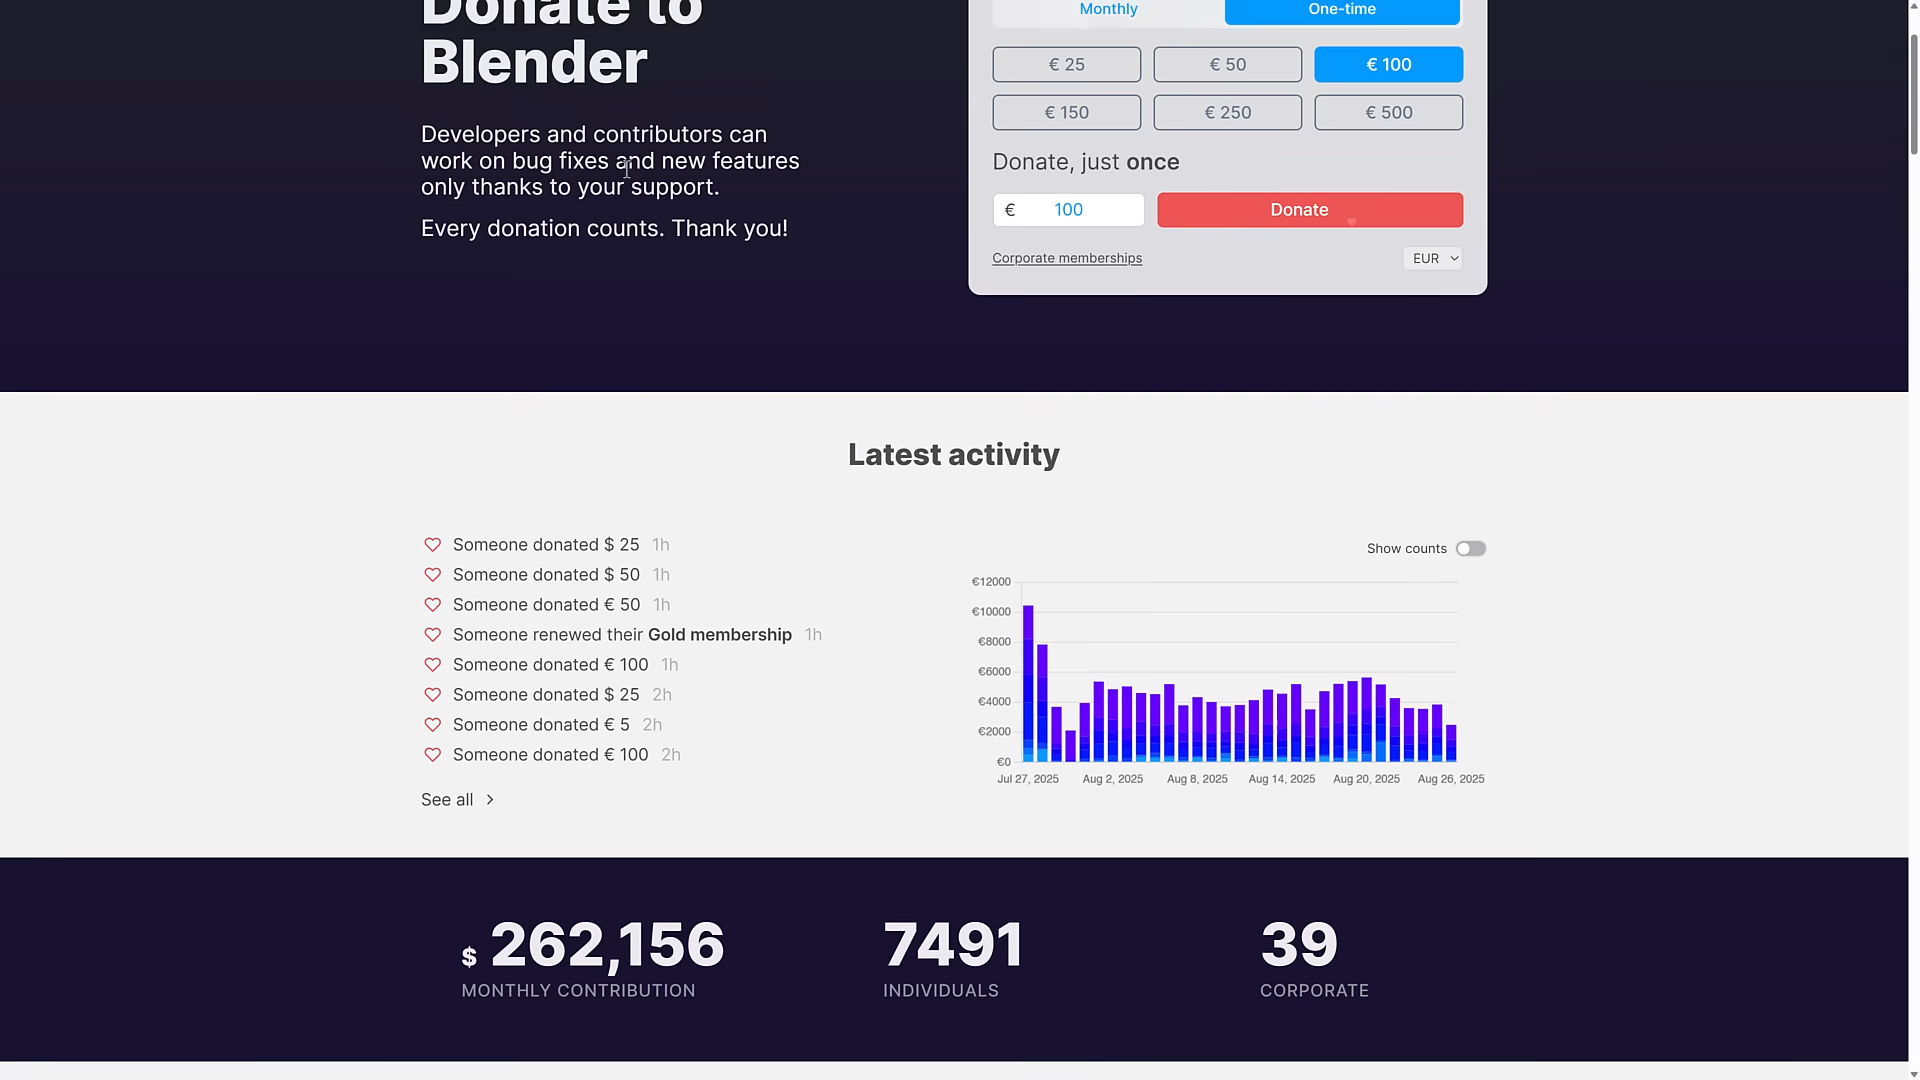 Donate to
Blender
Developers and contributors can
work on bug fixes and new features
only thanks to your support.
Every donation counts. Thank you!
Monthly One-time
€ 25 € 50 € 100
€ 150 € 250 € 500
Donate, just once
€ 100 Donate
Corporate memberships EUR
Latest activity
Someone donated $ 25 1h
Someone donated $ 50 1h
Someone donated € 50 1h
Someone renewed their Gold membership 1h
Someone donated € 100 1h
Someone donated $ 25 2h
Someone donated € 5 2h
Someone donated € 100 2h
See all
Show counts
€12000
€10000
€8000
€6000
€4000
€2000
€0
Jul 27, 2025 Aug 2, 2025 Aug 8, 2025 Aug 14, 2025 Aug 20, 2025 Aug 26, 2025
$ 262,156
MONTHLY CONTRIBUTION
7491
INDIVIDUALS
39
CORPORATE